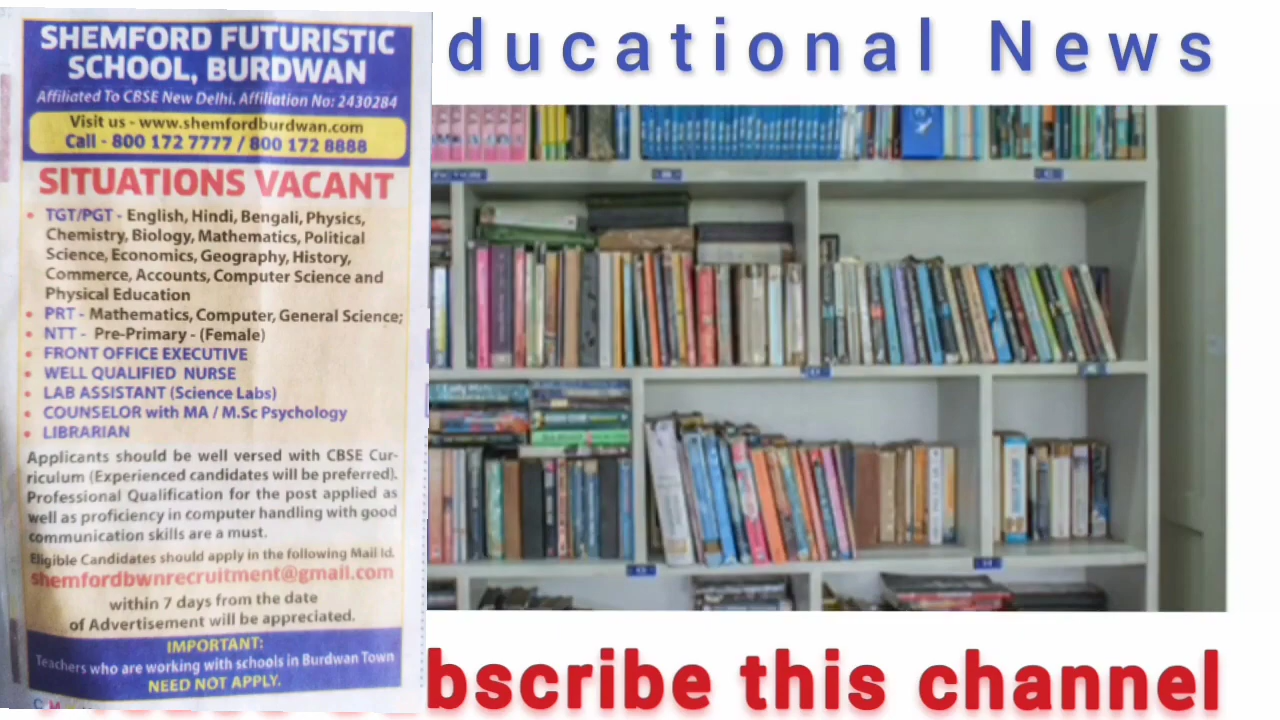 SHEMFORD FUTURISTIC
SCHOOL, BURDWAN
Affiliated To CBSE New Delhi, Affiliation No: 2430284
Visit us - www.shemfordburdwan.com
Call - 800 172 7777 / 800 172 8888
SITUATIONS VACANT
• TGT/PGT - English, Hindi, Bengali, Physics,
Chemistry, Biology, Mathematics, Political
Science, Economics, Geography, History,
Commerce, Accounts, Computer Science and
Physical Education
• PRT - Mathematics, Computer, General Science;
• NTT - Pre-Primary - (Female)
• FRONT OFFICE EXECUTIVE
• WELL QUALIFIED NURSE
• LAB ASSISTANT (Science Labs)
• COUNSELOR with MA / M.Sc Psychology
• LIBRARIAN
Applicants should be well versed with CBSE Cur-
riculum (Experienced candidates will be preferred).
Professional Qualification for the post applied as
well as proficiency in computer handling with good
communication skills are a must.
Eligible Candidates should apply in the following Mail Id.
shemfordbwnrecruitment@gmail.com
within 7 days from the date
of Advertisement will be appreciated.
IMPORTANT:
Teachers who are working with schools in Burdwan Town
NEED NOT APPLY.
ducational News
bscribe this channel